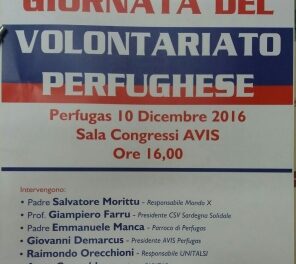 GIORNATA DEL
VOLONTARIATO
PERFUGHESE
Perfugas 10 Dicembre 2016
Sala Congressi AVIS
Ore 16,00
Intervengono:
• Padre Salvatore Morittu - Responsabile Mondo X
• Prof. Giampiero Farru - Presidente CSV Sardegna Solidale
• Padre Emmanuele Manca - Parroco di Perfugas
• Giovanni Demarcus - Presidente AVIS Perfugas
• Raimondo Orecchioni - Responsabile UNITALSI